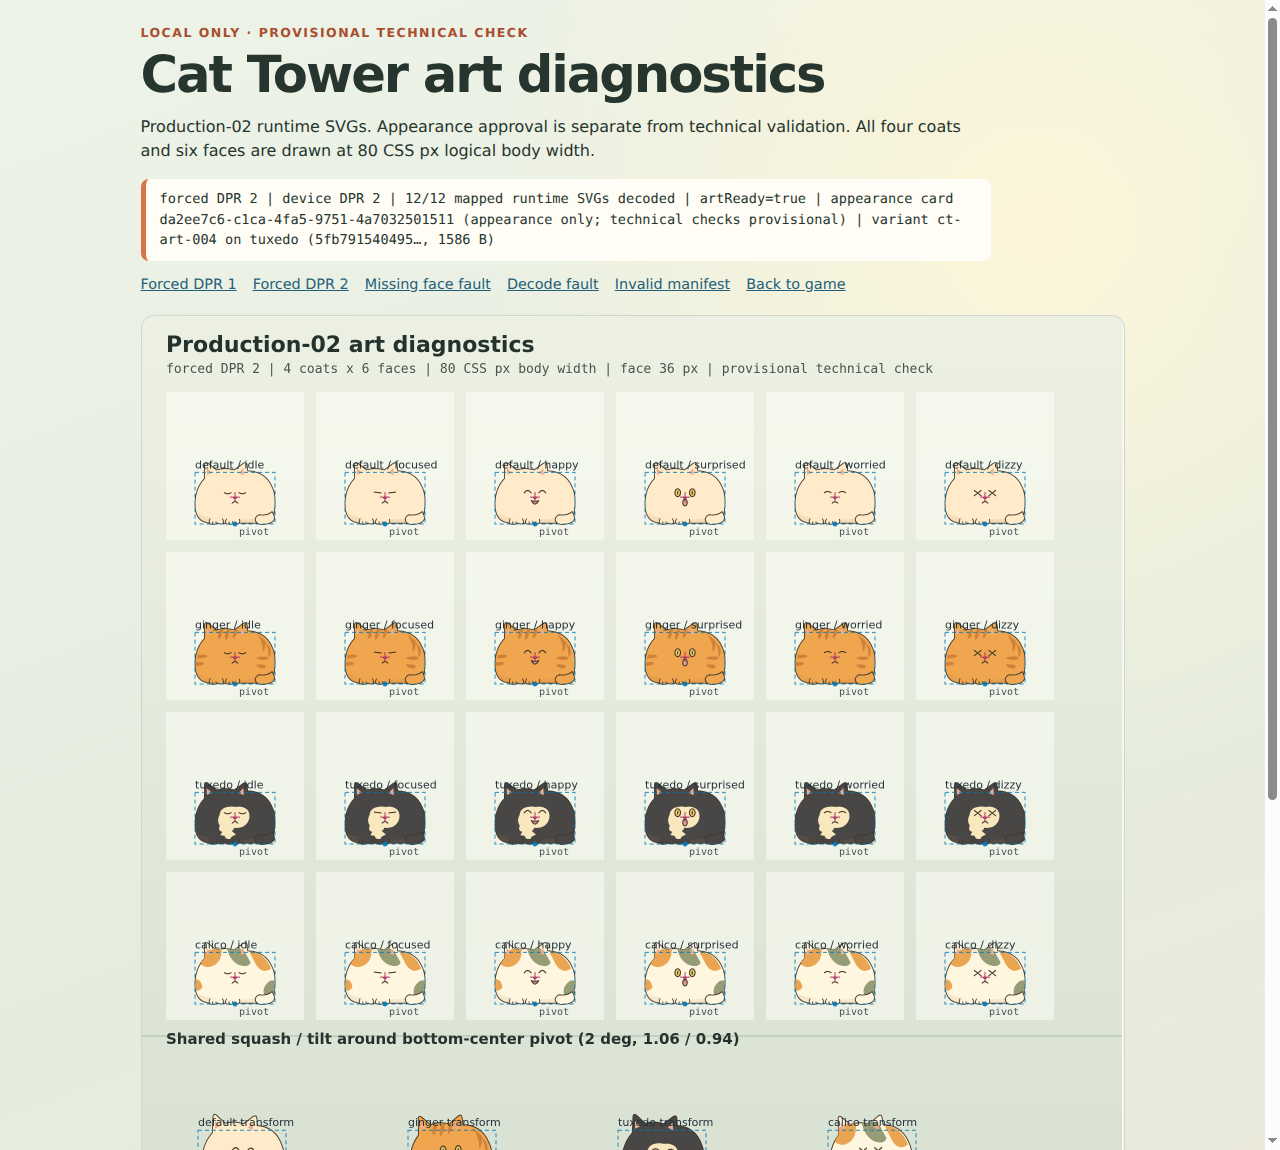 LOCAL ONLY · PROVISIONAL TECHNICAL CHECK
Cat Tower art diagnostics
Production-02 runtime SVGs. Appearance approval is separate from technical validation. All four coats
and six faces are drawn at 80 CSS px logical body width.
forced DPR 2 | device DPR 2 | 12/12 mapped runtime SVGs decoded | artReady=true | appearance card
da2ee7c6-c1ca-4fa5-9751-4a7032501511 (appearance only; technical checks provisional) | variant ct-
art-004 on tuxedo (5fb791540495…, 1586 B)
Forced DPR 1 Forced DPR 2 Missing face fault Decode fault Invalid manifest Back to game
Production-02 art diagnostics
forced DPR 2 | 4 coats x 6 faces | 80 CSS px body width | face 36 px | provisional technical check
default / idle default / focused default / happy default / surprised default / worried default / dizzy
pivot pivot pivot pivot pivot pivot
ginger / idle ginger / focused ginger / happy ginger / surprised ginger / worried ginger / dizzy
pivot pivot pivot pivot pivot pivot
tuxedo / idle tuxedo / focused tuxedo / happy tuxedo / surprised tuxedo / worried tuxedo / dizzy
pivot pivot pivot pivot pivot pivot
calico / idle calico / focused calico / happy calico / surprised calico / worried calico / dizzy
pivot pivot pivot pivot pivot pivot
Shared squash / tilt around bottom-center pivot (2 deg, 1.06 / 0.94)
default transform ginger transform tuxedo transform calico transform